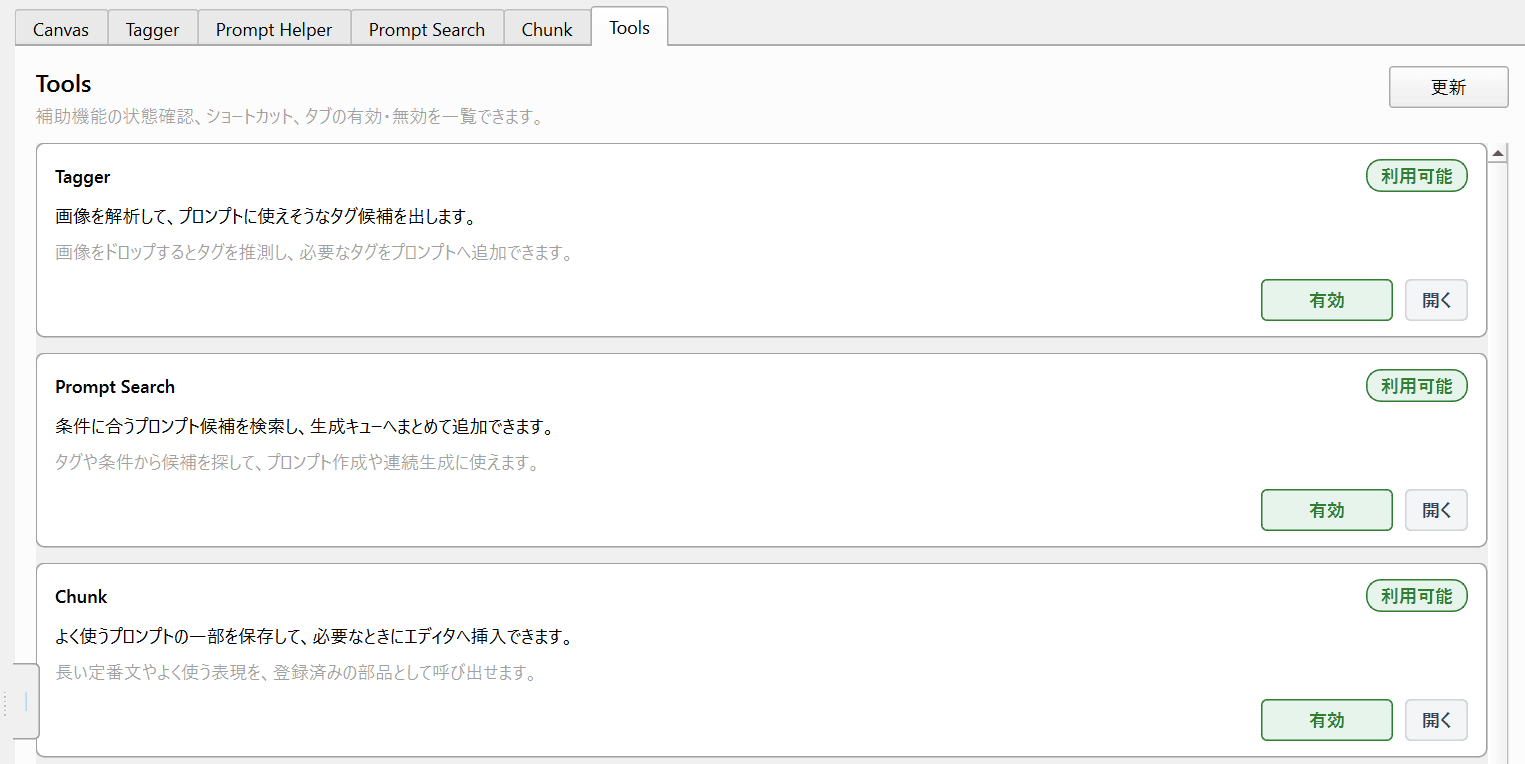 Canvas Tagger Prompt Helper Prompt Search Chunk Tools
Tools
更新
補助機能の状態確認、ショートカット、タブの有効・無効を一覧できます。
Tagger
利用可能
画像を解析して、プロンプトに使えそうなタグ候補を出します。
画像をドロップするとタグを推測し、必要なタグをプロンプトへ追加できます。
有効 開く
Prompt Search
利用可能
条件に合うプロンプト候補を検索し、生成キューへまとめて追加できます。
タグや条件から候補を探して、プロンプト作成や連続生成に使えます。
有効 開く
Chunk
利用可能
よく使うプロンプトの一部を保存して、必要なときにエディタへ挿入できます。
長い定番文やよく使う表現を、登録済みの部品として呼び出せます。
有効 開く